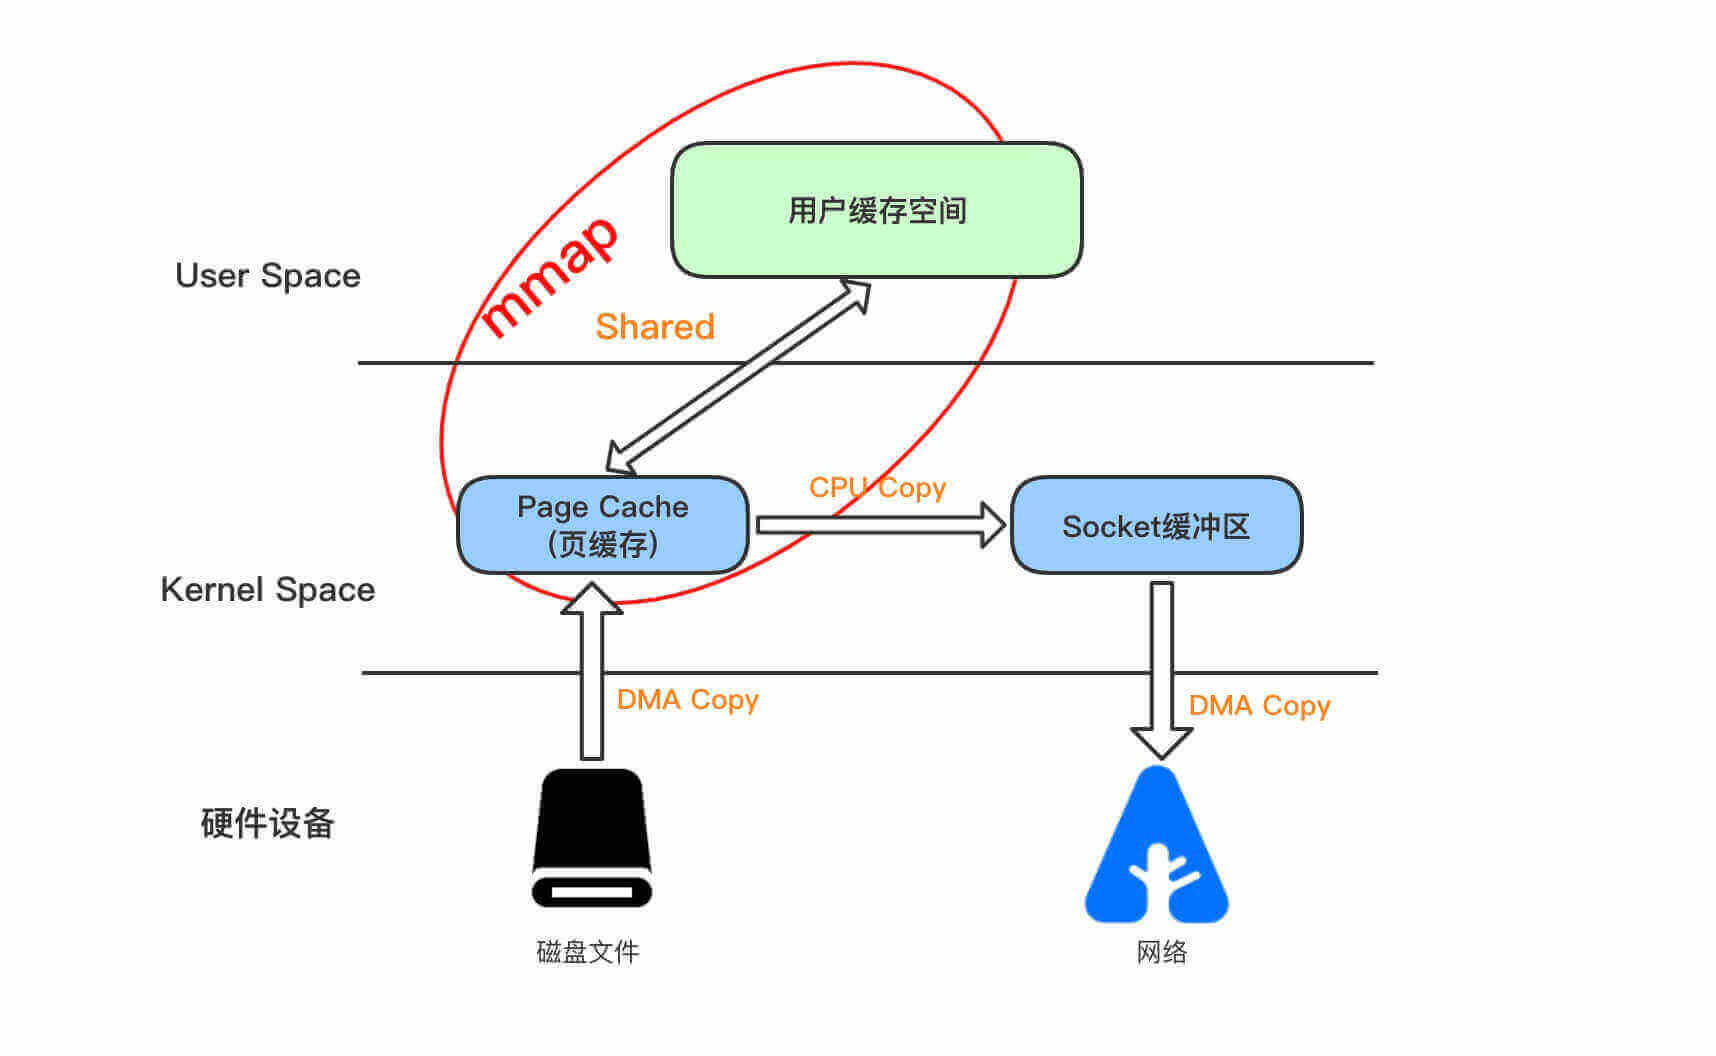 用户缓存空间
mmap
User Space
Shared
CPU Copy
Page Cache
(页缓存)
Socket缓冲区
Kernel Space
DMA Copy
DMA Copy
硬件设备
磁盘文件
网络